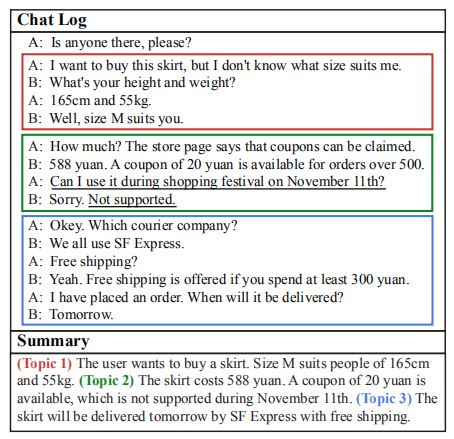 Chat Log
A: Is anyone there, please?
A: I want to buy this skirt, but I don't know what size suits me.
B: What's your height and weight?
A: 165cm and 55kg.
B: Well, size M suits you.
A: How much? The store page says that coupons can be claimed.
B: 588 yuan. A coupon of 20 yuan is available for orders over 500.
A: Can I use it during shopping festival on November 11th?
B: Sorry. Not supported.
A: Okey. Which courier company?
B: We all use SF Express.
A: Free shipping?
B: Yeah. Free shipping is offered if you spend at least 300 yuan.
A: I have placed an order. When will it be delivered?
B: Tomorrow.
Summary
(Topic 1) The user wants to buy a skirt. Size M suits people of 165cm
and 55kg. (Topic 2) The skirt costs 588 yuan. A coupon of 20 yuan is
available, which is not supported during November 11th. (Topic 3) The
skirt will be delivered tomorrow by SF Express with free shipping.